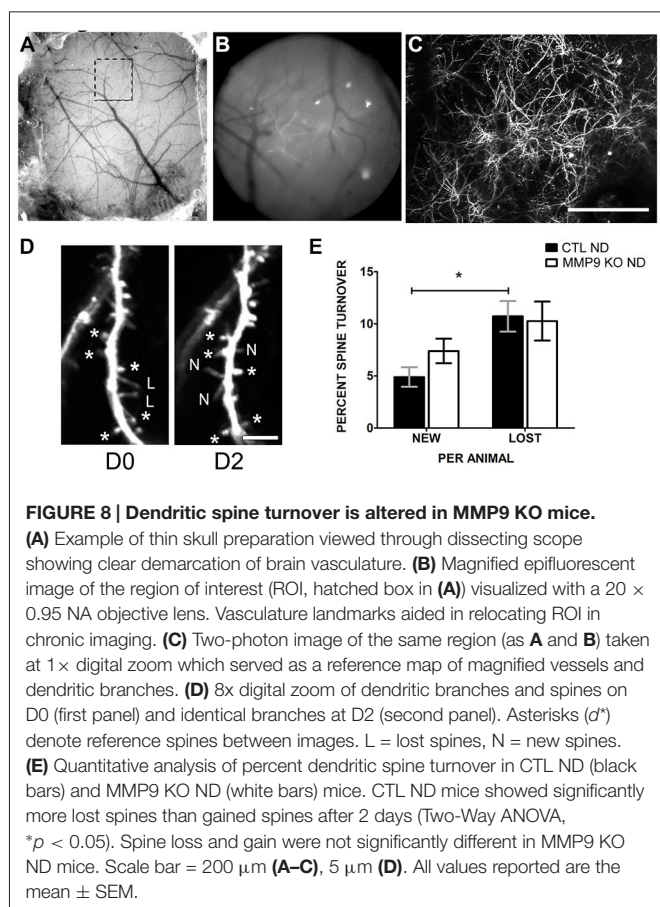 A
B
C
D
*
*
*
L
L
*
*
D0
*
*
N
N
*
N
*
*
D2
E
CTL ND
MMP9 KO ND
*
PERCENT SPINE TURNOVER
15
10
5
0
NEW
LOST
PER ANIMAL
FIGURE 8 | Dendritic spine turnover is altered in MMP9 KO mice.
(A) Example of thin skull preparation viewed through dissecting scope
showing clear demarcation of brain vasculature. (B) Magnified epifluorescent
image of the region of interest (ROI, hatched box in (A)) visualized with a 20 ×
0.95 NA objective lens. Vasculature landmarks aided in relocating ROI in
chronic imaging. (C) Two-photon image of the same region (as A and B) taken
at 1× digital zoom which served as a reference map of magnified vessels and
dendritic branches. (D) 8x digital zoom of dendritic branches and spines on
D0 (first panel) and identical branches at D2 (second panel). Asterisks (d*)
denote reference spines between images. L = lost spines, N = new spines.
(E) Quantitative analysis of percent dendritic spine turnover in CTL ND (black
bars) and MMP9 KO ND (white bars) mice. CTL ND mice showed significantly
more lost spines than gained spines after 2 days (Two-Way ANOVA,
*p < 0.05). Spine loss and gain were not significantly different in MMP9 KO
ND mice. Scale bar = 200 μm (A–C), 5 μm (D). All values reported are the
mean ± SEM.